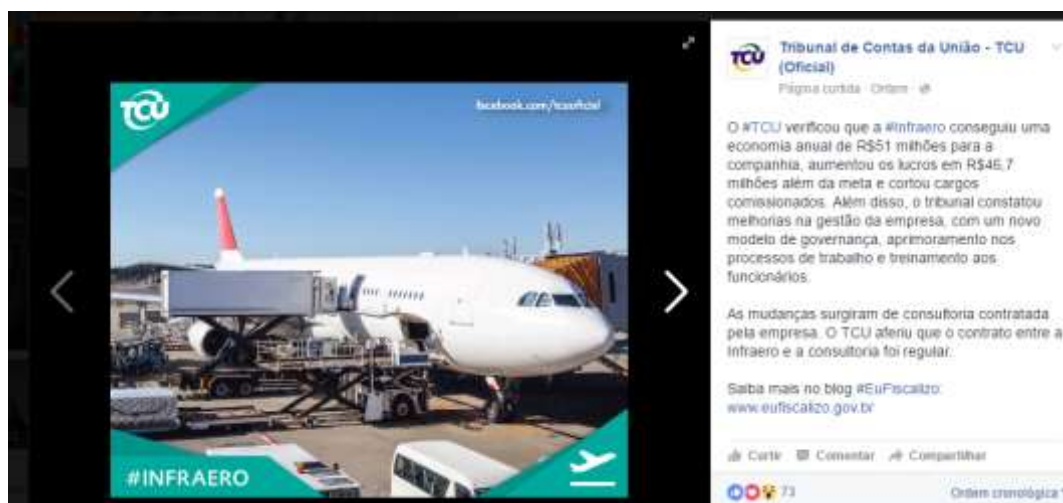 TCU
facebook.com/tcuoficial
#INFRAERO
TCU
Tribunal de Contas da União - TCU
(Oficial)
Página curtida · Ontem ·
O #TCU verificou que a #Infraero conseguiu uma
economia anual de R$51 milhões para a
companhia, aumentou os lucros em R$46,7
milhões além da meta e cortou cargos
comissionados. Além disso, o tribunal constatou
melhorias na gestão da empresa, com um novo
modelo de governança, aprimoramento nos
processos de trabalho e treinamento aos
funcionários.
As mudanças surgiram de consultoria contratada
pela empresa. O TCU aferiu que o contrato entre a
Infraero e a consultoria foi regular.
Saiba mais no blog #EuFiscalizo:
www.eufiscalizo.gov.br
Curtir Comentar Compartilhar
73 Ordem cronológica